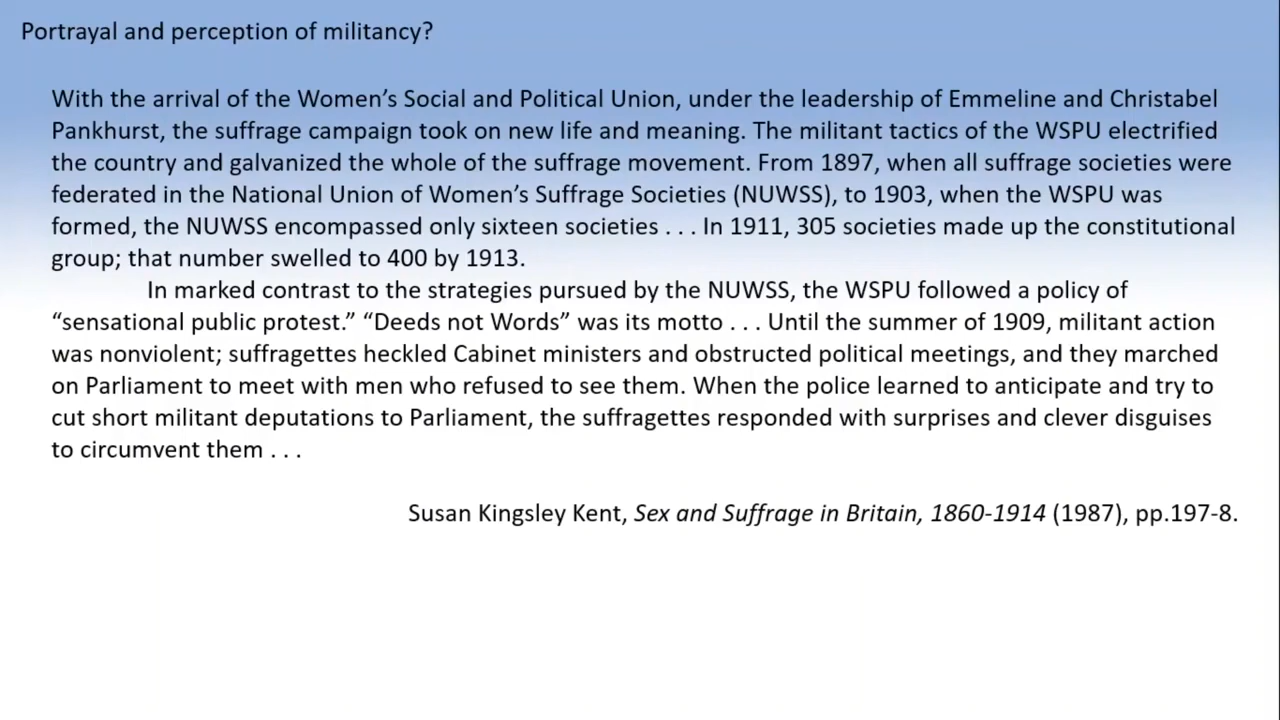 Portrayal and perception of militancy?
With the arrival of the Women’s Social and Political Union, under the leadership of Emmeline and Christabel
Pankhurst, the suffrage campaign took on new life and meaning. The militant tactics of the WSPU electrified
the country and galvanized the whole of the suffrage movement. From 1897, when all suffrage societies were
federated in the National Union of Women’s Suffrage Societies (NUWSS), to 1903, when the WSPU was
formed, the NUWSS encompassed only sixteen societies . . . In 1911, 305 societies made up the constitutional
group; that number swelled to 400 by 1913.
In marked contrast to the strategies pursued by the NUWSS, the WSPU followed a policy of
“sensational public protest.” “Deeds not Words” was its motto . . . Until the summer of 1909, militant action
was nonviolent; suffragettes heckled Cabinet ministers and obstructed political meetings, and they marched
on Parliament to meet with men who refused to see them. When the police learned to anticipate and try to
cut short militant deputations to Parliament, the suffragettes responded with surprises and clever disguises
to circumvent them . . .
Susan Kingsley Kent, Sex and Suffrage in Britain, 1860-1914 (1987), pp.197-8.